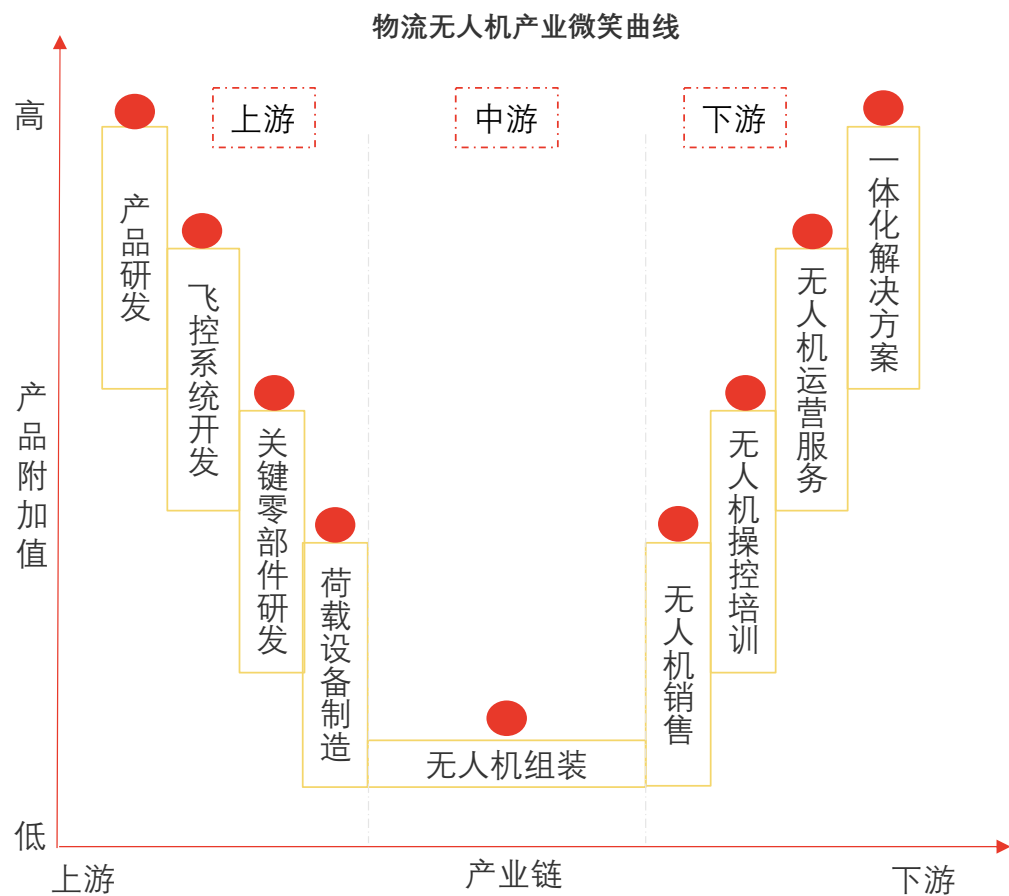 物流无人机产业微笑曲线
高
上游
中游
下游
产品研发
飞控系统开发
关键零部件研发
荷载设备制造
无人机组装
无人机销售
无人机操控培训
无人机运营服务
一体化解决方案
产品附加值
低
上游
产业链
下游